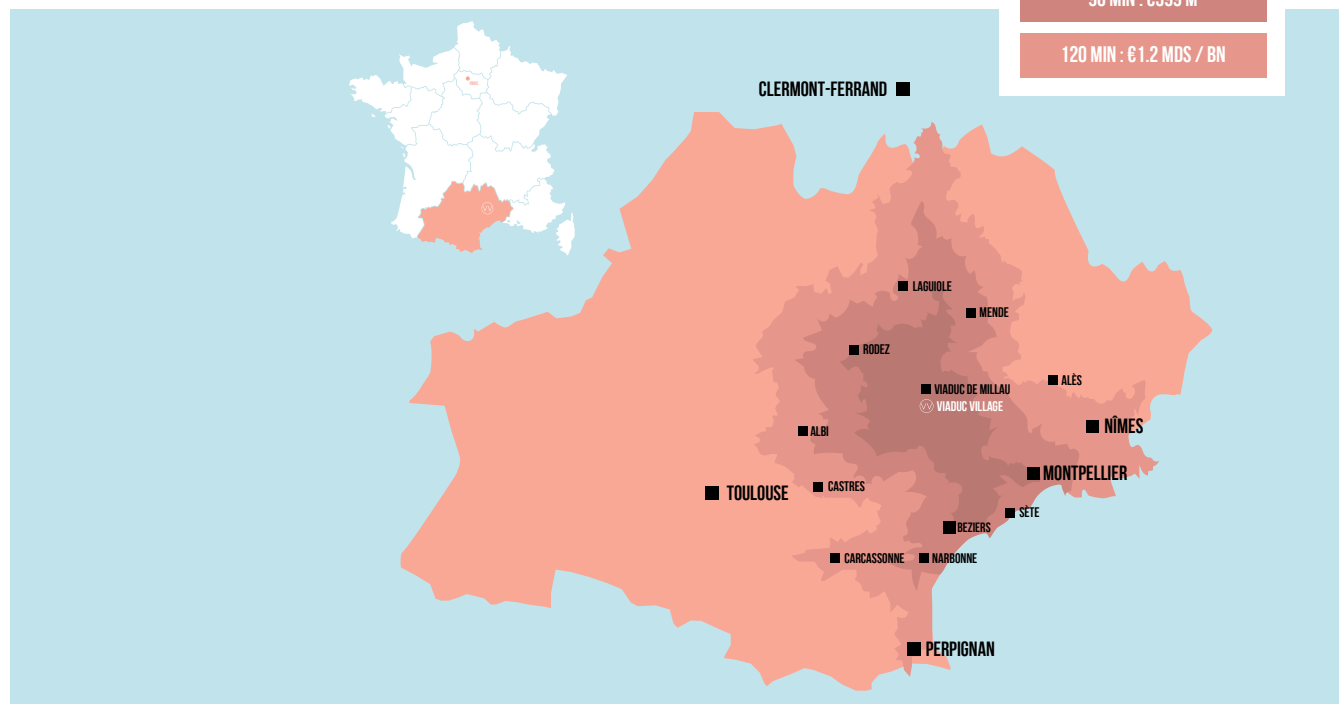 120 MIN : €1.2 MDS / BN
CLERMONT-FERRAND
LAGUIOLE
MENDE
RODEZ
ALÈS
VIADUC DE MILLAU
VIADUC VILLAGE
NÎMES
ALBI
MONTPELLIER
CASTRES
TOULOUSE
SÈTE
BEZIERS
CARCASSONNE
NARBONNE
PERPIGNAN